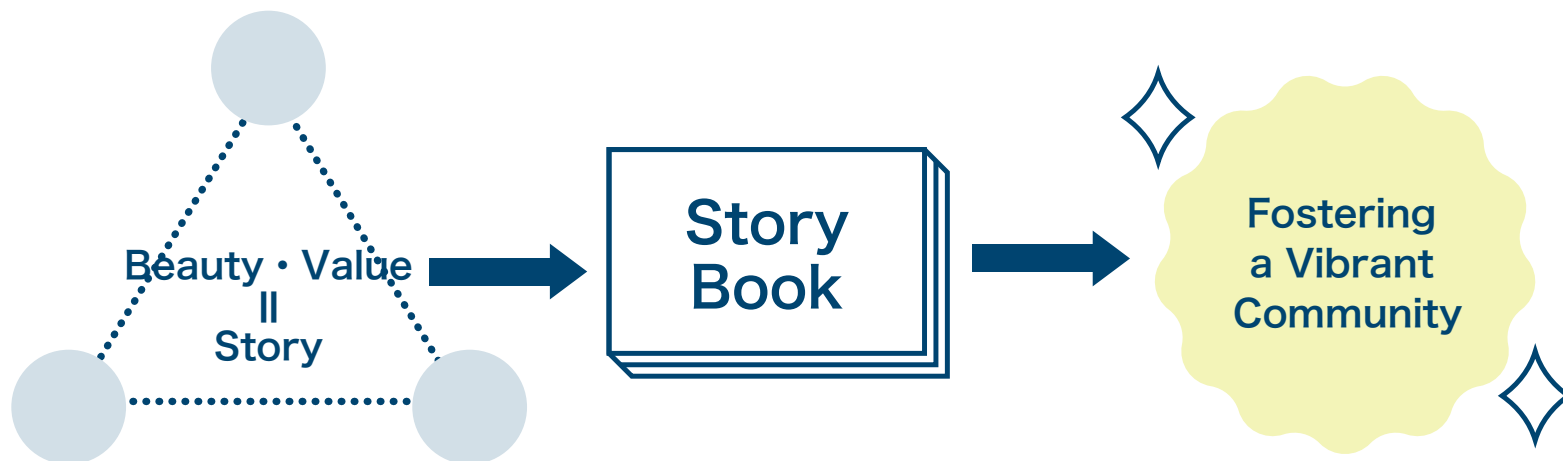 Beauty・Value
||
Story
Story
Book
Fostering
a Vibrant
Community